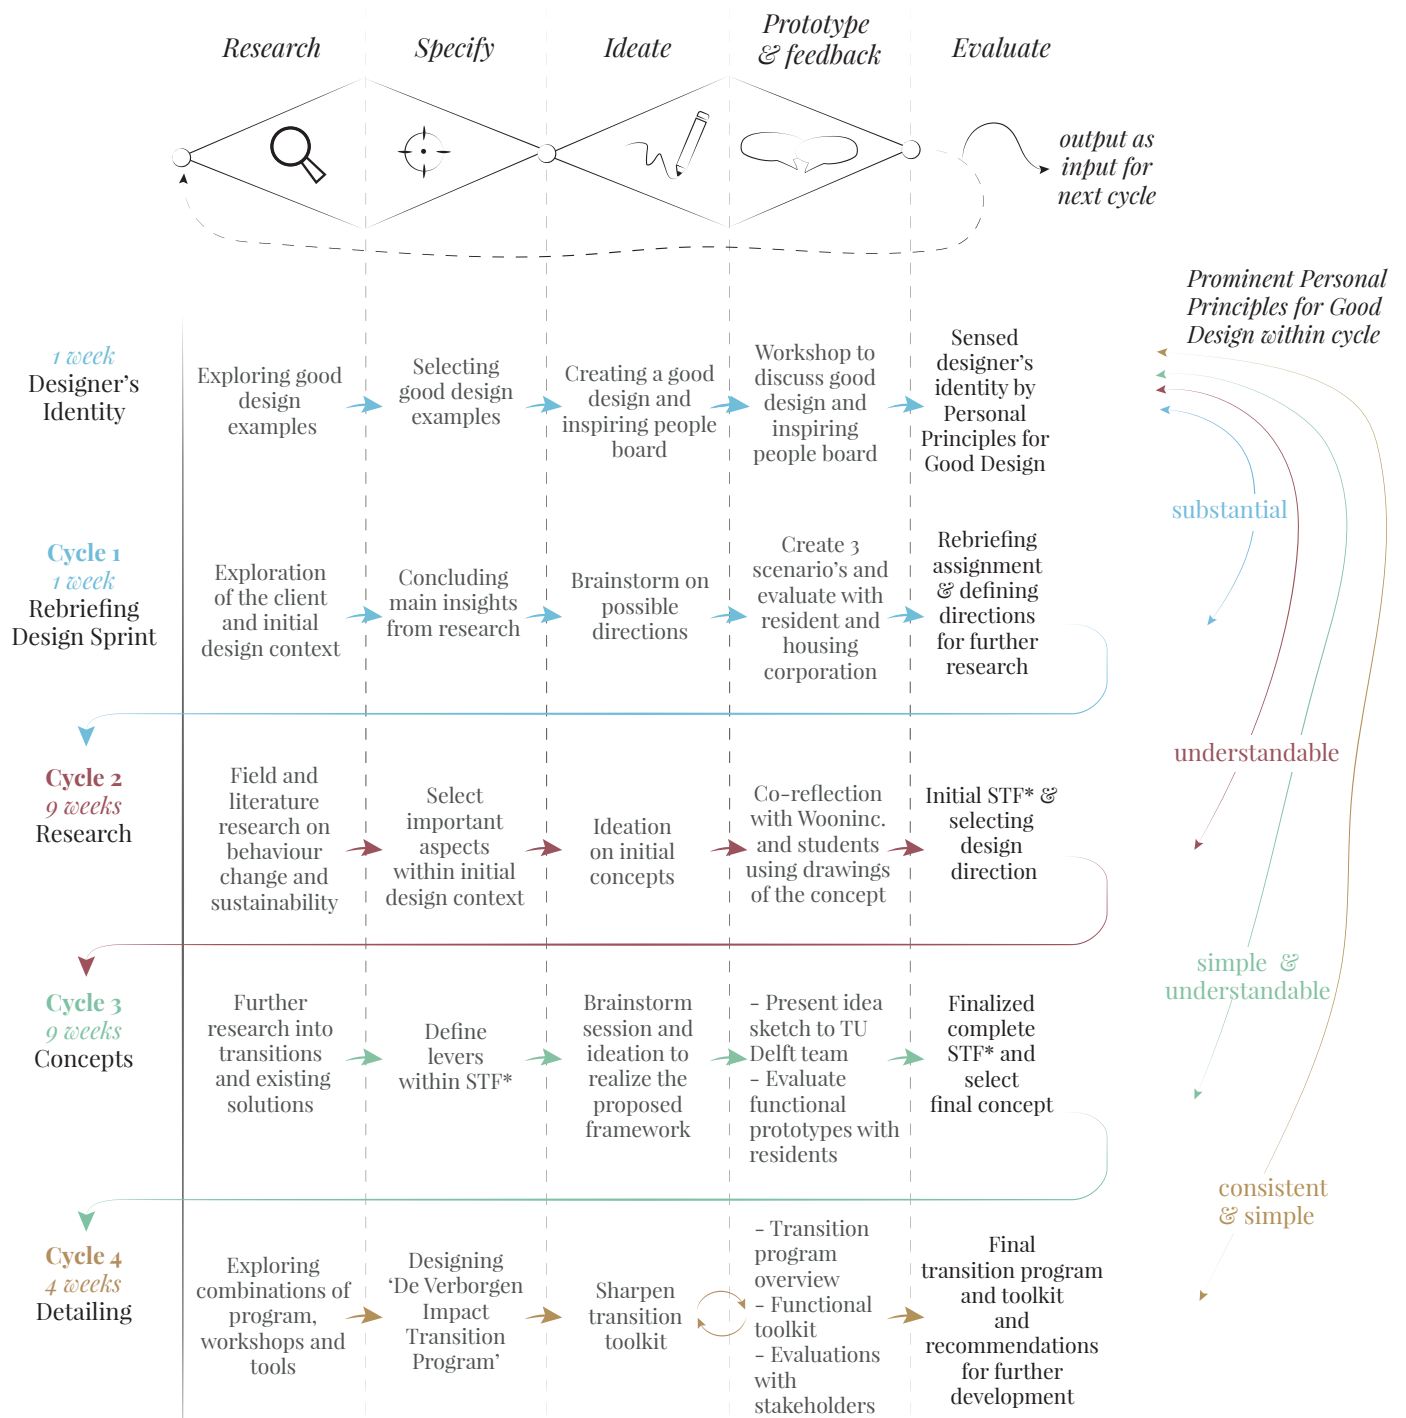 Research
Specify
Ideate
Prototype
& feedback
Evaluate
output as
input for
next cycle
Prominent Personal
Principles for Good
Design within cycle
1 week
Designer's
Identity
Exploring good
design
examples
Selecting
good design
examples
Creating a good
design and
inspiring people
board
Workshop to
discuss good
design and
inspiring
people board
Sensed
designer's
identity by
Personal
Principles for
Good Design
substantial
Cycle 1
1 week
Rebriefing
Design Sprint
Exploration
of the client
and initial
design context
Concluding
main insights
from research
Brainstorm on
possible
directions
Create 3
scenario's and
evaluate with
resident and
housing
corporation
Rebriefing
assignment
& defining
directions
for further
research
understandable
Cycle 2
9 weeks
Research
Field and
literature
research on
behaviour
change and
sustainability
Select
important
aspects
within initial
design context
Ideation
on initial
concepts
Co-reflection
with Wooninc.
and students
using drawings
of the concept
Initial STF* &
selecting
design
direction
simple &
understandable
Cycle 3
9 weeks
Concepts
Further
research into
transitions
and existing
solutions
Define
levers
within STF*
Brainstorm
session and
ideation to
realize the
proposed
framework
- Present idea
sketch to TU
Delft team
- Evaluate
functional
prototypes with
residents
Finalized
complete
STF* and
select
final concept
consistent
& simple
Cycle 4
4 weeks
Detailing
Exploring
combinations of
program,
workshops and
tools
Designing
‘De Verborgen
Impact
Transition
Program’
Sharpen
transition
toolkit
- Transition
program
overview
- Functional
toolkit
- Evaluations
with
stakeholders
Final
transition program
and toolkit
and
recommendations
for further
development